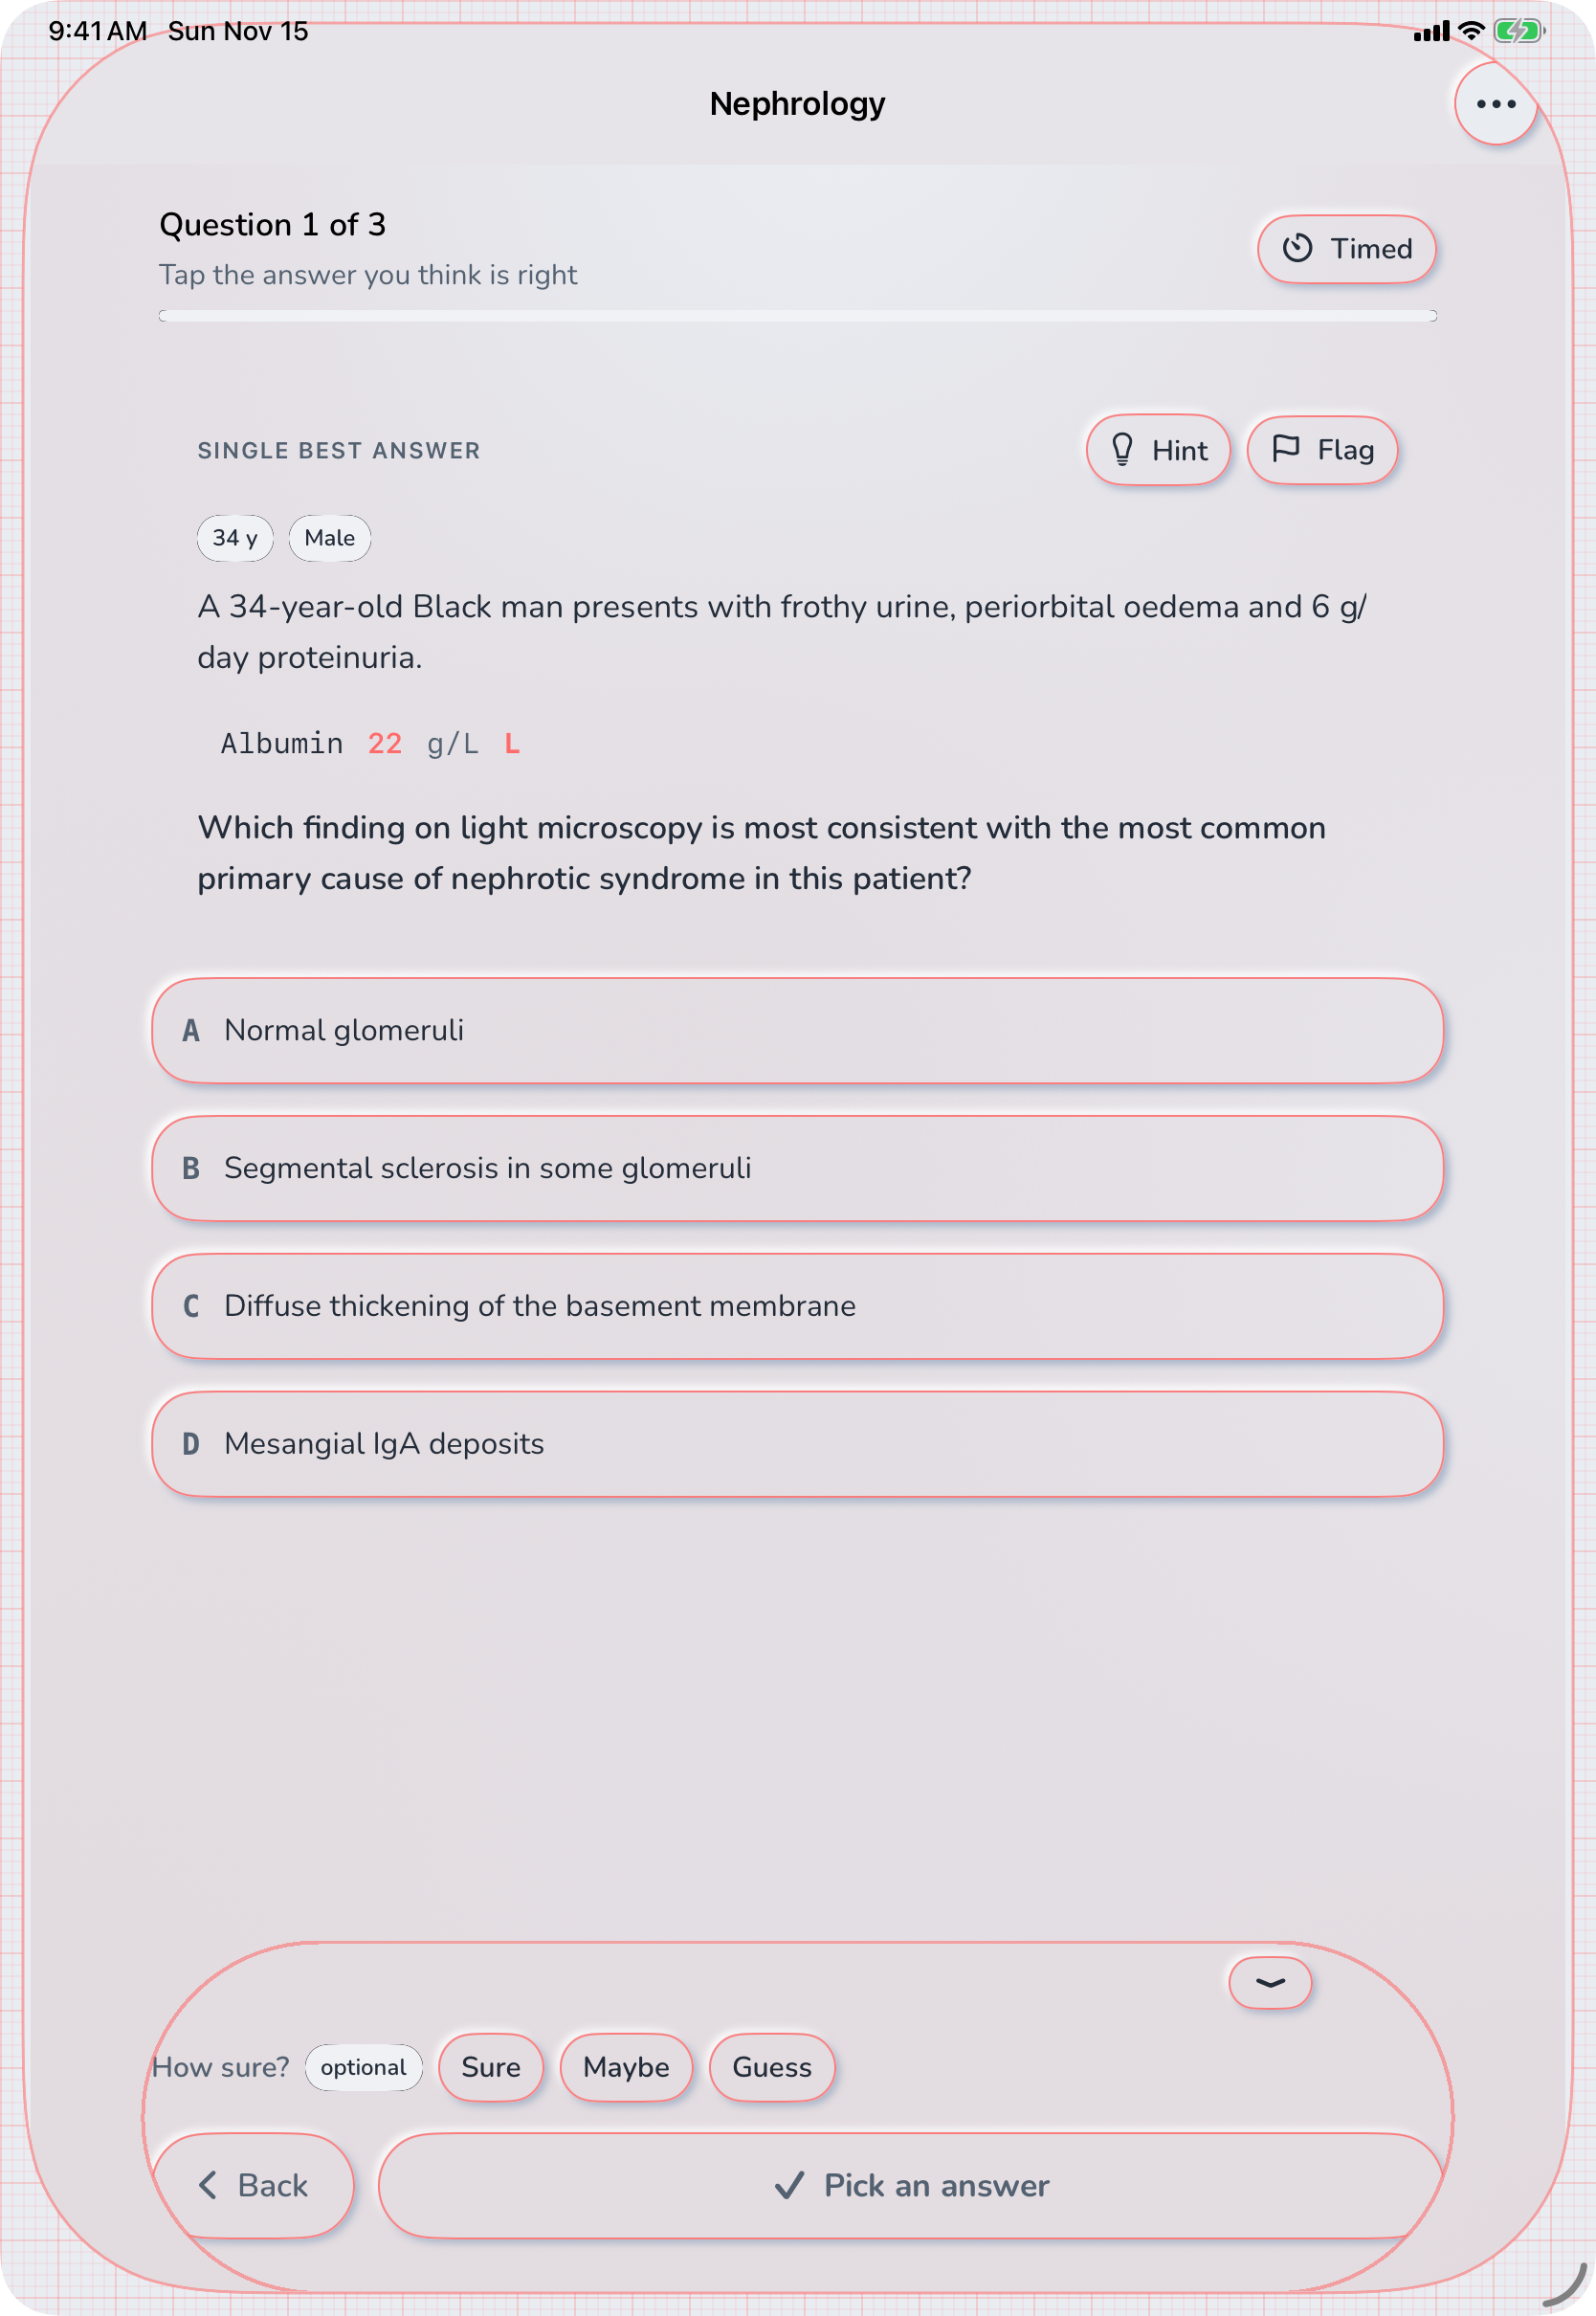 9:41 AM Sun Nov 15
Nephrology
Question 1 of 3
Tap the answer you think is right
Timed
SINGLE BEST ANSWER
Hint
Flag
34 y
Male
A 34-year-old Black man presents with frothy urine, periorbital oedema and 6 g/
day proteinuria.
Albumin 22 g/L L
Which finding on light microscopy is most consistent with the most common
primary cause of nephrotic syndrome in this patient?
A Normal glomeruli
B Segmental sclerosis in some glomeruli
C Diffuse thickening of the basement membrane
D Mesangial IgA deposits
How sure? optional Sure Maybe Guess
Back
Pick an answer